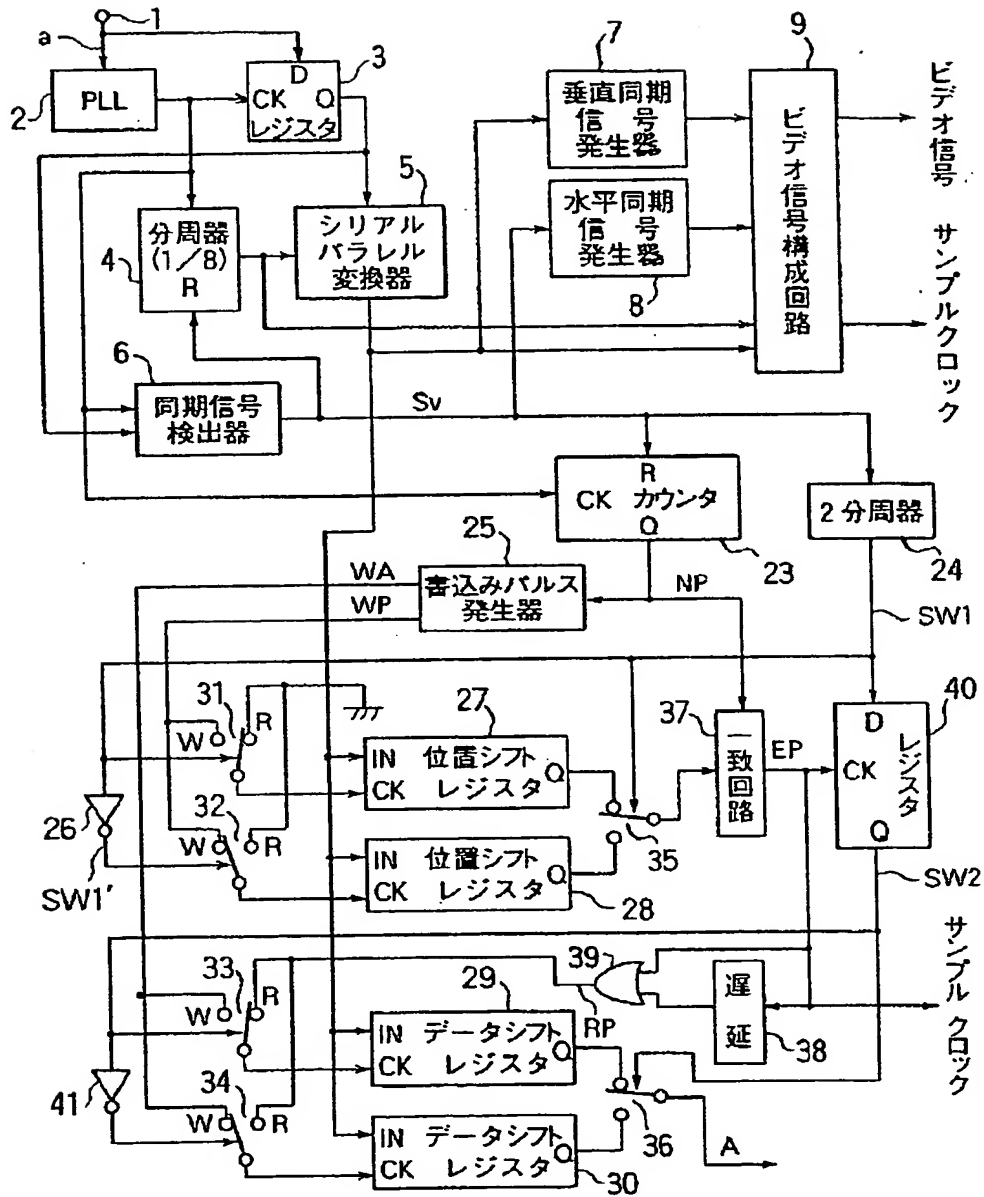 1
a
2
PLL
D
CK Q
レジスタ
3
4
分周器
(1/8)
R
5
シリアル
パラレル
変換器
6
同期信号
検出器
7
垂直同期
信号
発生器
水平同期
信号
発生器
8
9
ビデオ信号構成回路
ビデオ信号
サンプルクロック
Sv
R
CK カウンタ
Q
23
2分周器
24
25
書込みパルス
発生器
WA
WP
NP
SW1
26
SW1'
31
W
R
32
W
R
27
IN 位置シフト
CK レジスタ
Q
IN 位置シフト
CK レジスタ
Q
28
35
37
一致回路
EP
40
D
CK
Q
レジスタ
SW2
33
W
R
34
W
R
41
29
IN データシフト
CK レジスタ
Q
IN データシフト
CK レジスタ
Q
30
39
RP
遅延
38
36
A
サンプルクロック